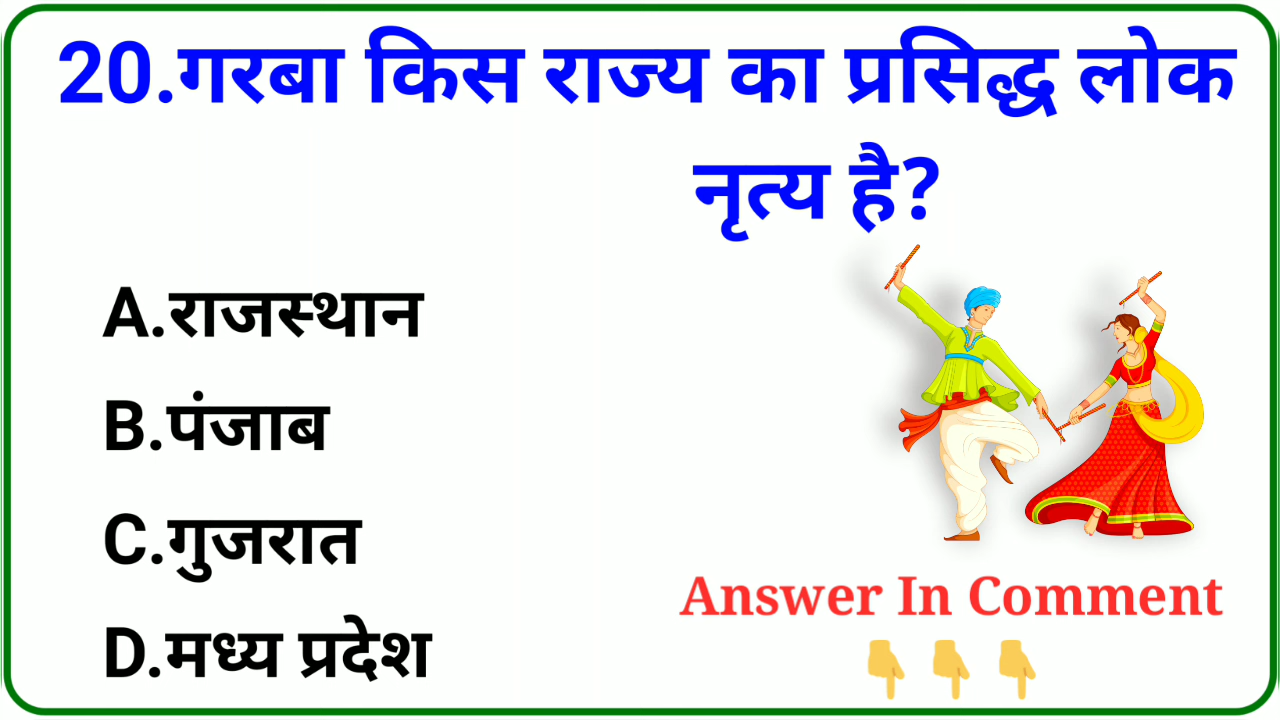 20.गरबा किस राज्य का प्रसिद्ध लोक
नृत्य है?
A.राजस्थान
B.पंजाब
C.गुजरात
D.मध्य प्रदेश
Answer In Comment
👇 👇 👇